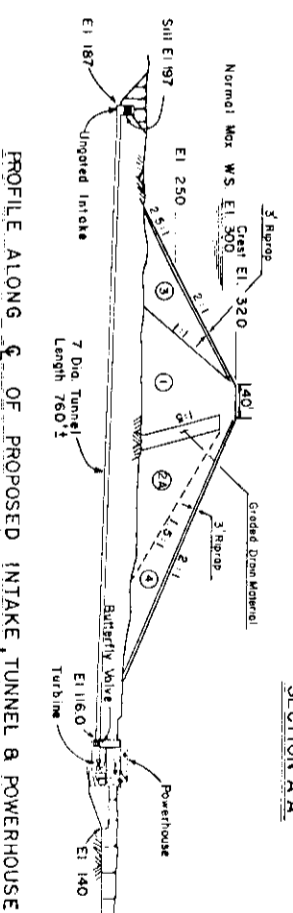 SECTION A A
Normal Max W.S. El. 300
Crest El. 320
3' Riprap
40'
Graded Drain Material
El 250
2.5:1
2:1
3
1:1
1
2A
1.5:1
2:1
3' Riprap
4
Sill El 197
El 187
Ungated Intake
7' Dia. Tunnel
Length 760'±
Butterfly Valve
El 116.0
Turbine
Powerhouse
El 140
PROFILE ALONG ℄ OF PROPOSED INTAKE, TUNNEL & POWERHOUSE